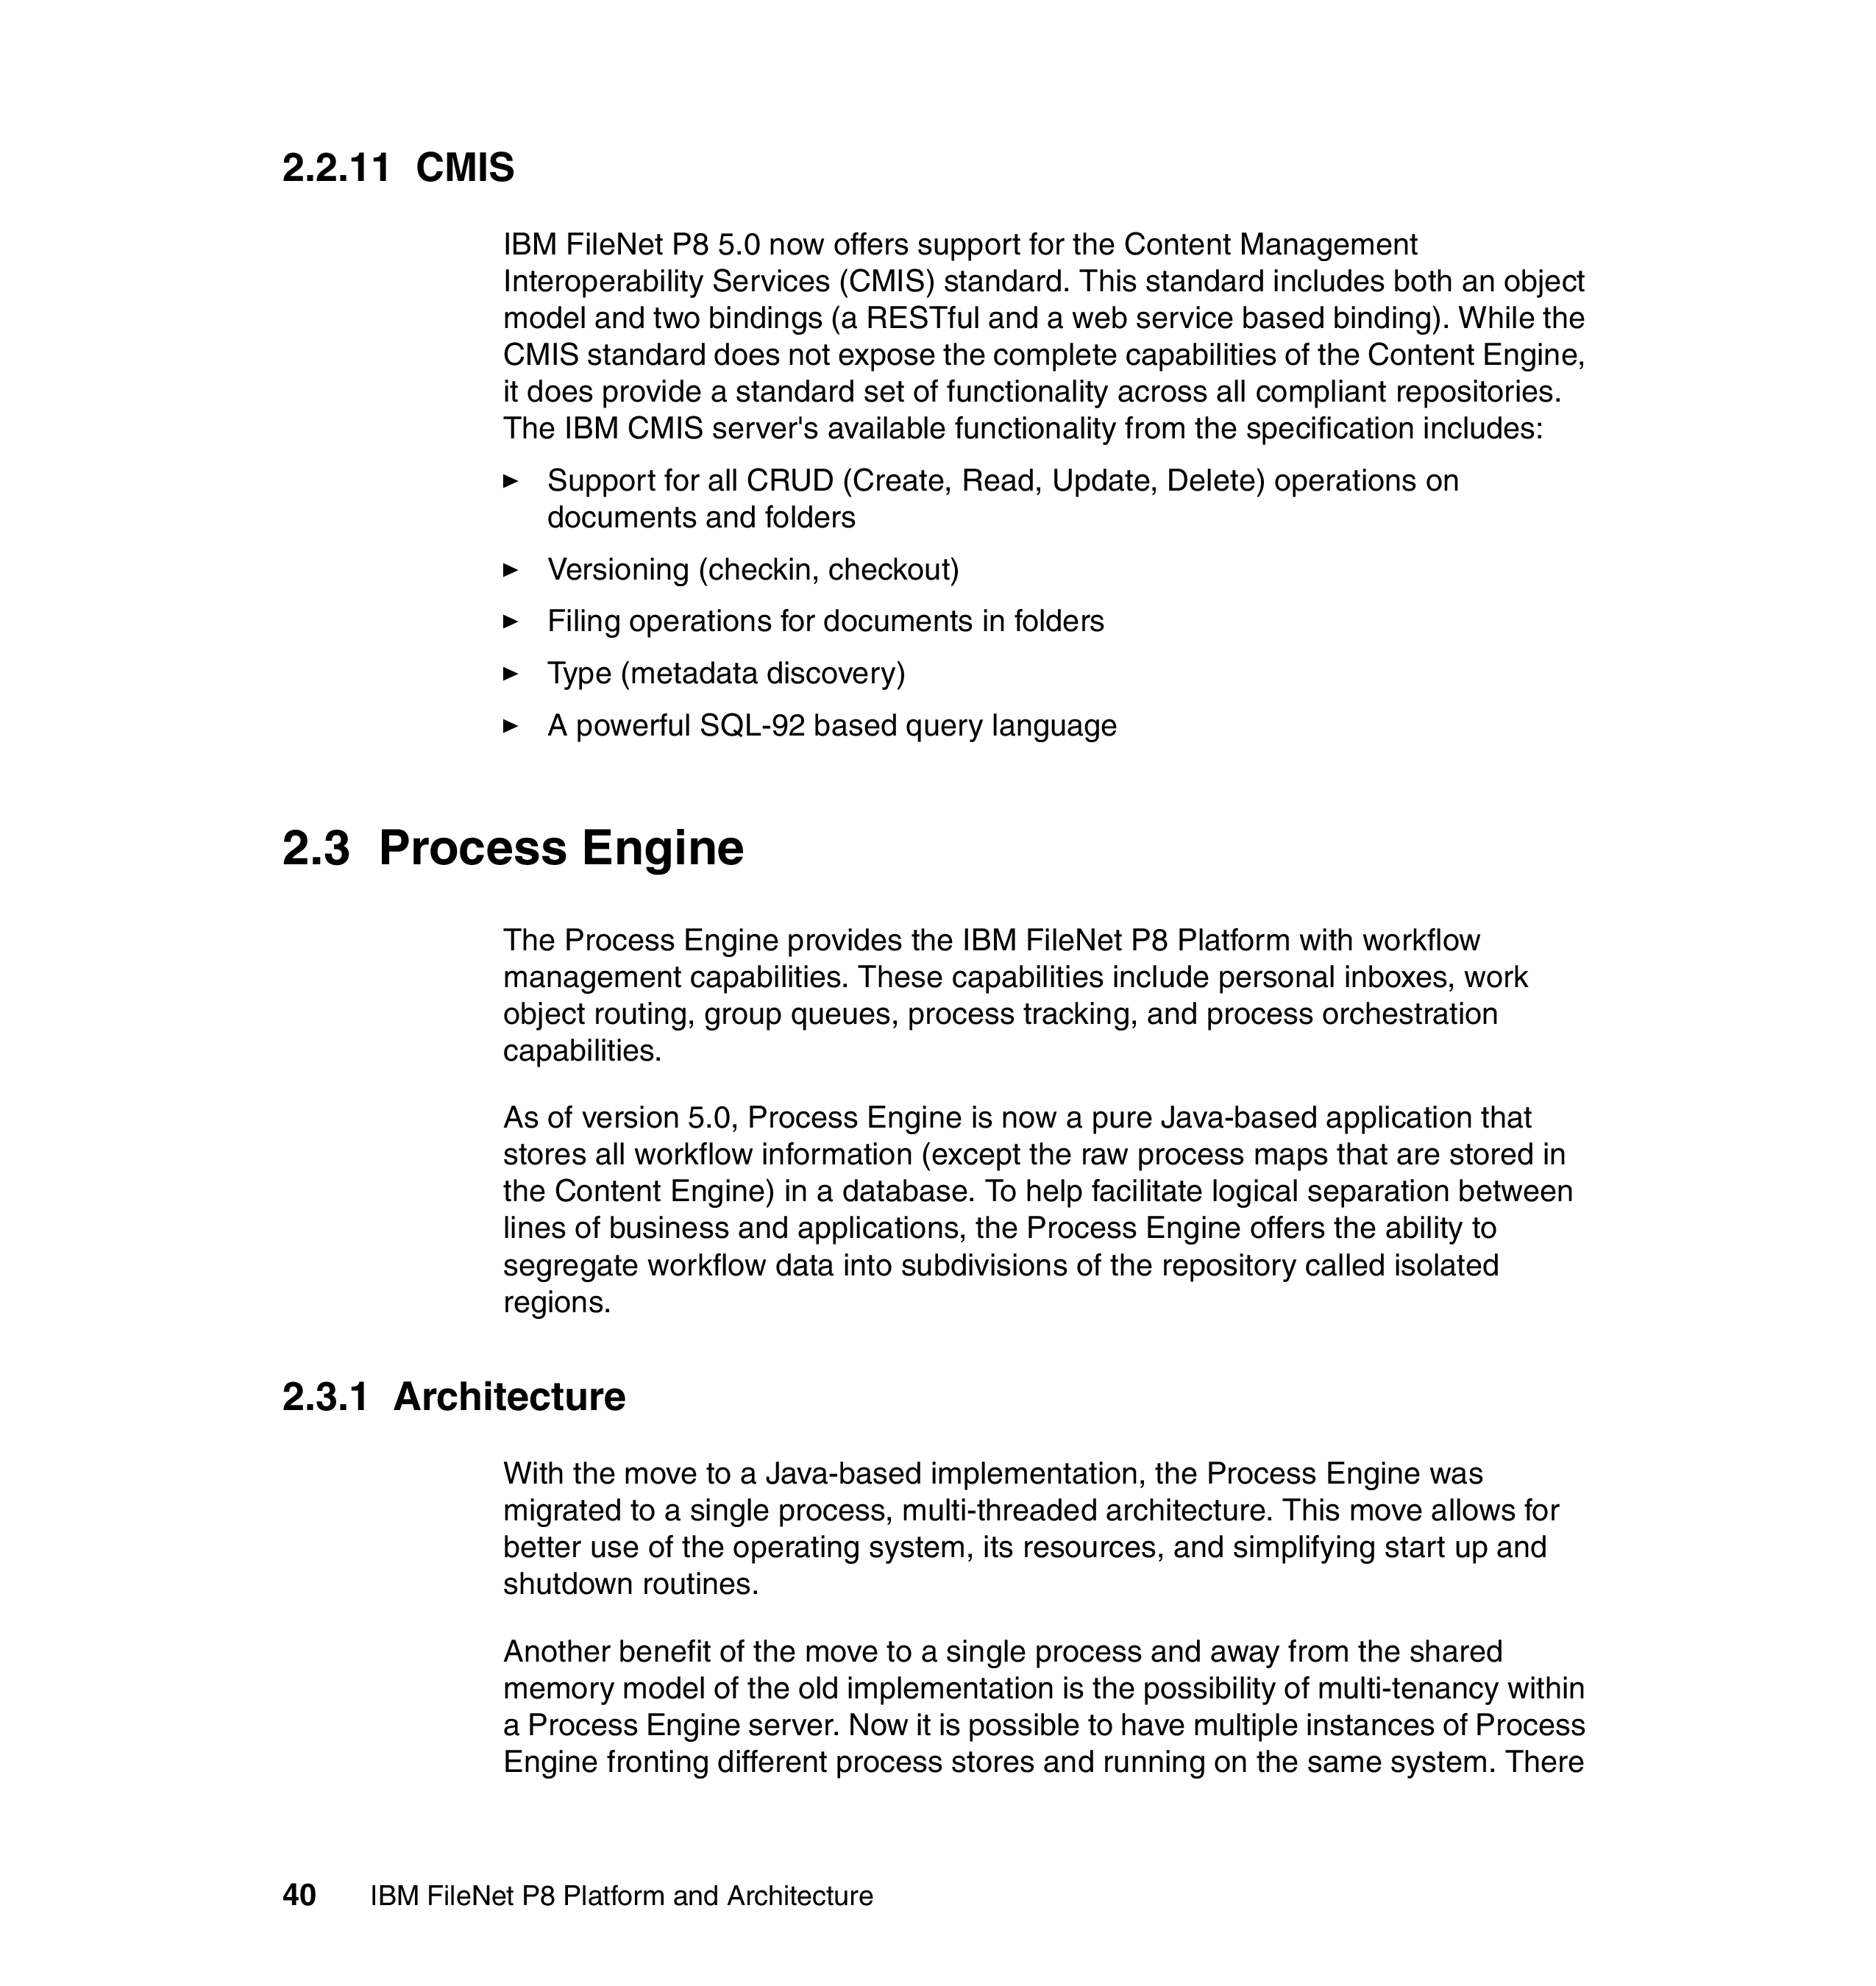 2.2.11 CMIS
IBM FileNet P8 5.0 now offers support for the Content Management
Interoperability Services (CMIS) standard. This standard includes both an object
model and two bindings (a RESTful and a web service based binding). While the
CMIS standard does not expose the complete capabilities of the Content Engine,
it does provide a standard set of functionality across all compliant repositories.
The IBM CMIS server's available functionality from the specification includes:
► Support for all CRUD (Create, Read, Update, Delete) operations on
documents and folders
► Versioning (checkin, checkout)
► Filing operations for documents in folders
► Type (metadata discovery)
► A powerful SQL-92 based query language
2.3 Process Engine
The Process Engine provides the IBM FileNet P8 Platform with workflow
management capabilities. These capabilities include personal inboxes, work
object routing, group queues, process tracking, and process orchestration
capabilities.
As of version 5.0, Process Engine is now a pure Java-based application that
stores all workflow information (except the raw process maps that are stored in
the Content Engine) in a database. To help facilitate logical separation between
lines of business and applications, the Process Engine offers the ability to
segregate workflow data into subdivisions of the repository called isolated
regions.
2.3.1 Architecture
With the move to a Java-based implementation, the Process Engine was
migrated to a single process, multi-threaded architecture. This move allows for
better use of the operating system, its resources, and simplifying start up and
shutdown routines.
Another benefit of the move to a single process and away from the shared
memory model of the old implementation is the possibility of multi-tenancy within
a Process Engine server. Now it is possible to have multiple instances of Process
Engine fronting different process stores and running on the same system. There
40 IBM FileNet P8 Platform and Architecture